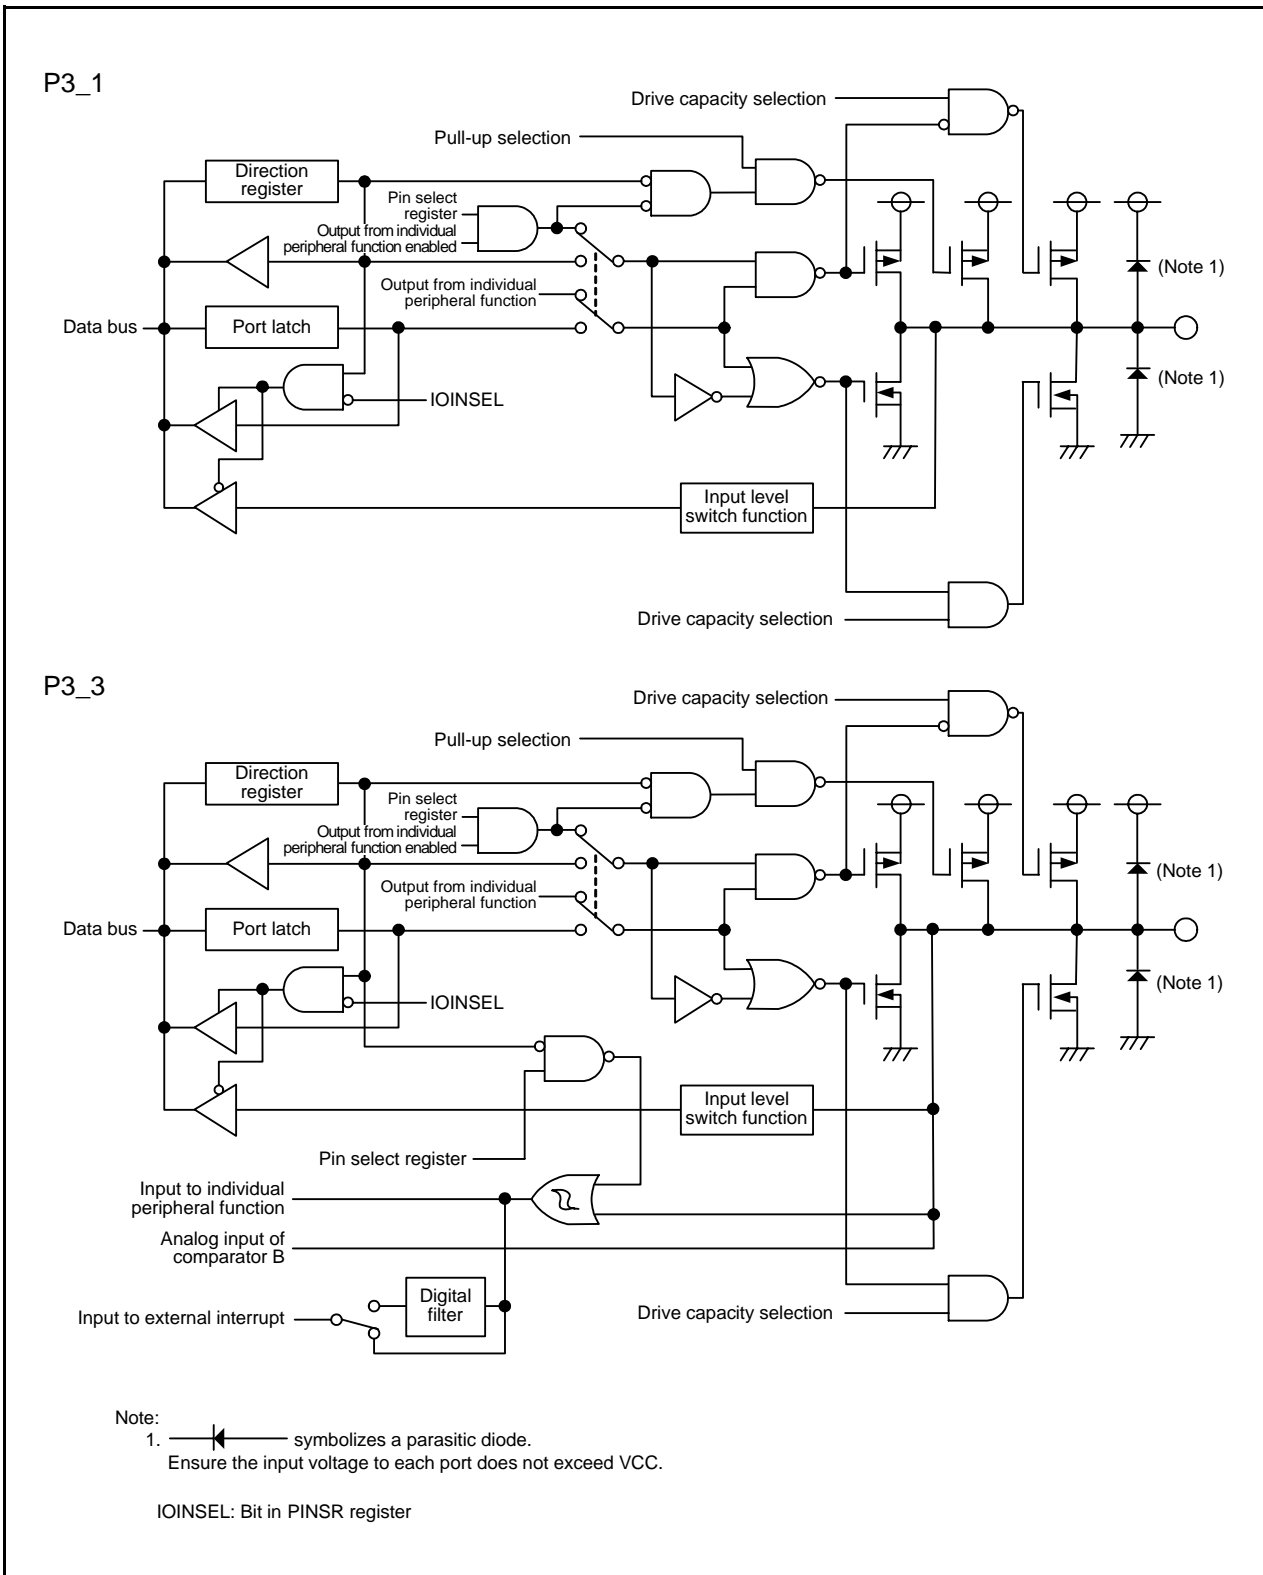 P3_1
Drive capacity selection
Pull-up selection
Direction
register
Pin select
register
Output from individual
peripheral function enabled
(Note 1)
Output from individual
peripheral function
Data bus
Port latch
(Note 1)
IOINSEL
Input level
switch function
Drive capacity selection
P3_3
Drive capacity selection
Pull-up selection
Direction
register
Pin select
register
Output from individual
peripheral function enabled
(Note 1)
Output from individual
peripheral function
Data bus
Port latch
(Note 1)
IOINSEL
Input level
switch function
Pin select register
Input to individual
peripheral function
Analog input of
comparator B
Digital
filter
Input to external interrupt
Drive capacity selection
Note:
1. symbolizes a parasitic diode.
Ensure the input voltage to each port does not exceed VCC.
IOINSEL: Bit in PINSR register